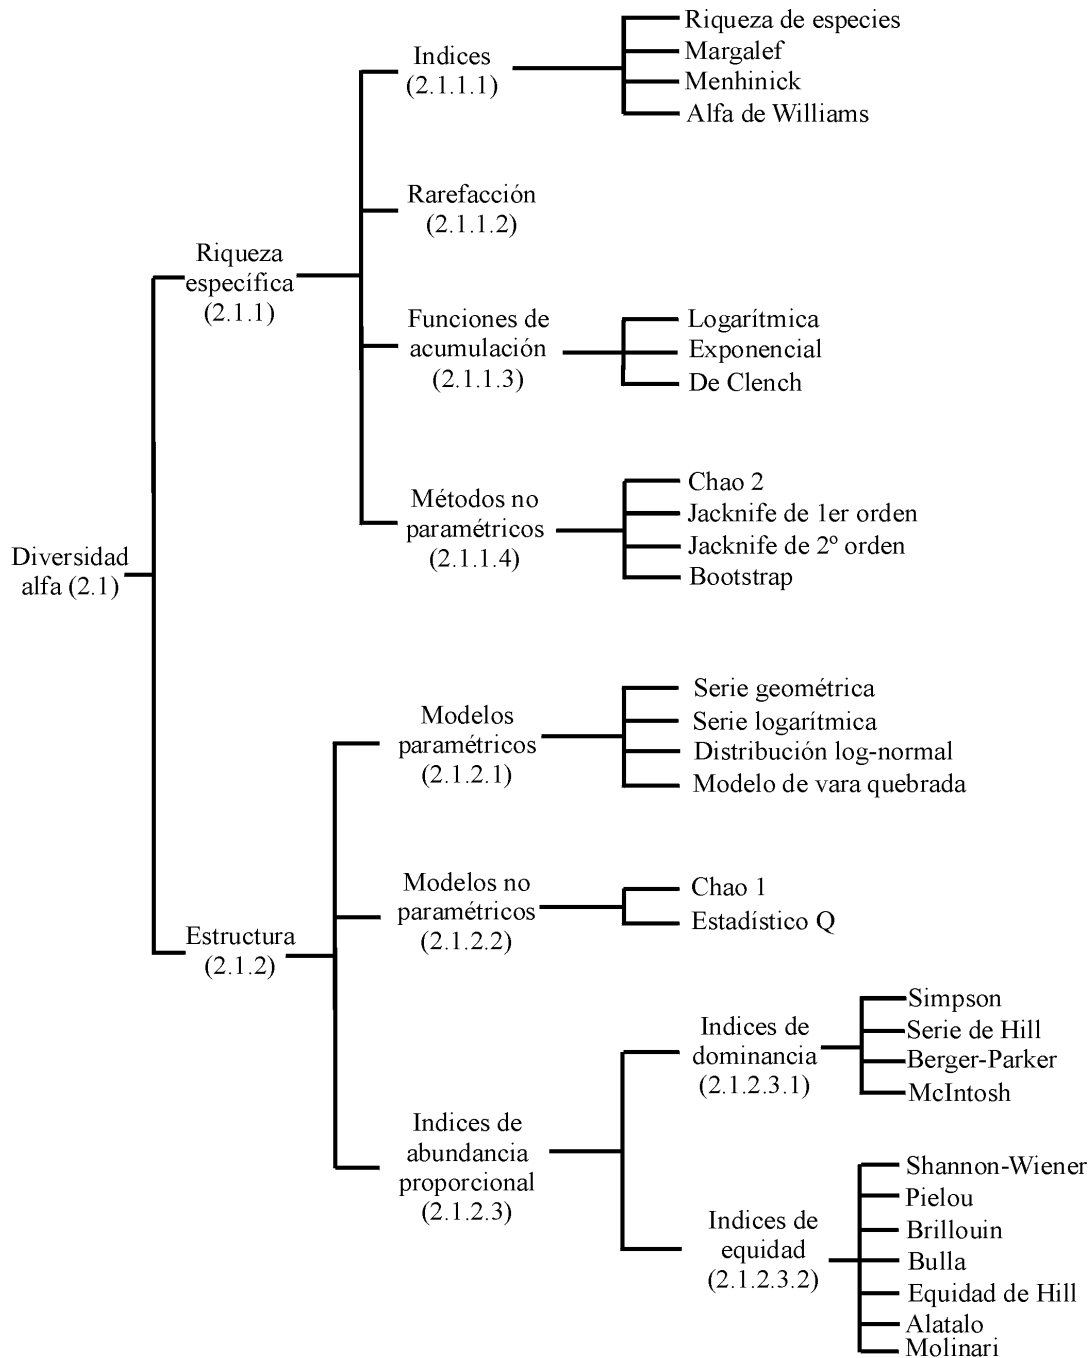 Riqueza de especies
Indices
(2.1.1.1)
Margalef
Menhinick
Alfa de Williams
Rarefacción
(2.1.1.2)
Riqueza
específica
(2.1.1)
Funciones de
acumulación
(2.1.1.3)
Logarítmica
Exponencial
De Clench
Métodos no
paramétricos
(2.1.1.4)
Chao 2
Jacknife de 1er orden
Jacknife de 2º orden
Bootstrap
Diversidad
alfa (2.1)
Modelos
paramétricos
(2.1.2.1)
Serie geométrica
Serie logarítmica
Distribución log-normal
Modelo de vara quebrada
Modelos no
paramétricos
(2.1.2.2)
Chao 1
Estadístico Q
Estructura
(2.1.2)
Indices de
dominancia
(2.1.2.3.1)
Simpson
Serie de Hill
Berger-Parker
McIntosh
Indices de
abundancia
proporcional
(2.1.2.3)
Indices de
equidad
(2.1.2.3.2)
Shannon-Wiener
Pielou
Brillouin
Bulla
Equidad de Hill
Alatalo
Molinari